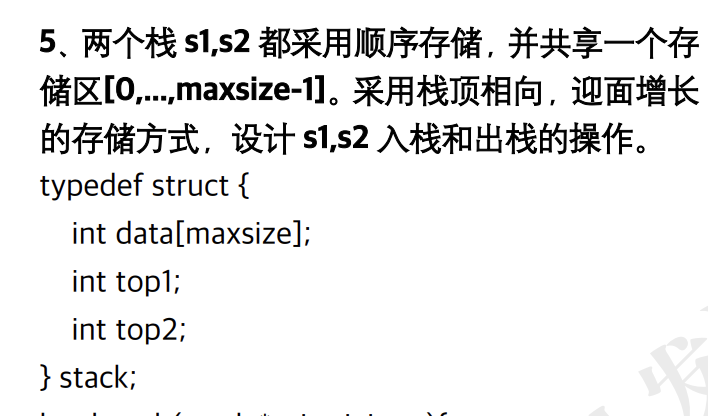 5、两个栈 s1,s2 都采用顺序存储，并共享一个存
储区[0,...,maxsize-1]。采用栈顶相向，迎面增长
的存储方式，设计 s1,s2 入栈和出栈的操作。
typedef struct {
int data[maxsize];
int top1;
int top2;
} stack;